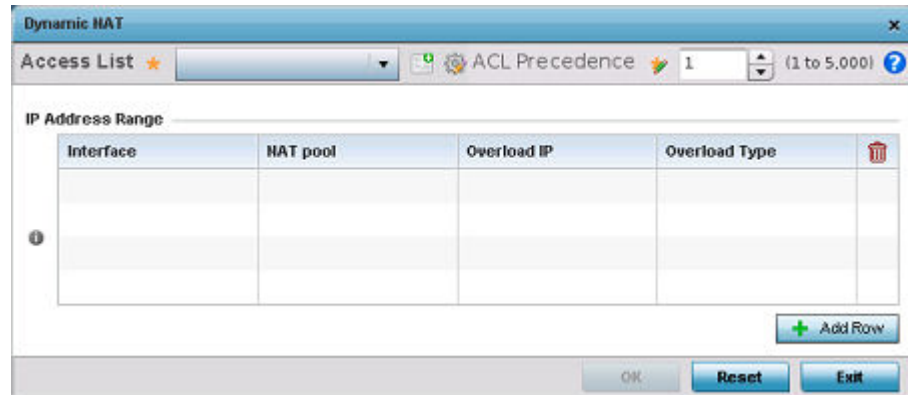 Dynamic NAT
Access List ACL Precedence 1 (1 to 5,000)
IP Address Range
Interface NAT pool Overload IP Overload Type
Add Row
OK Reset Exit